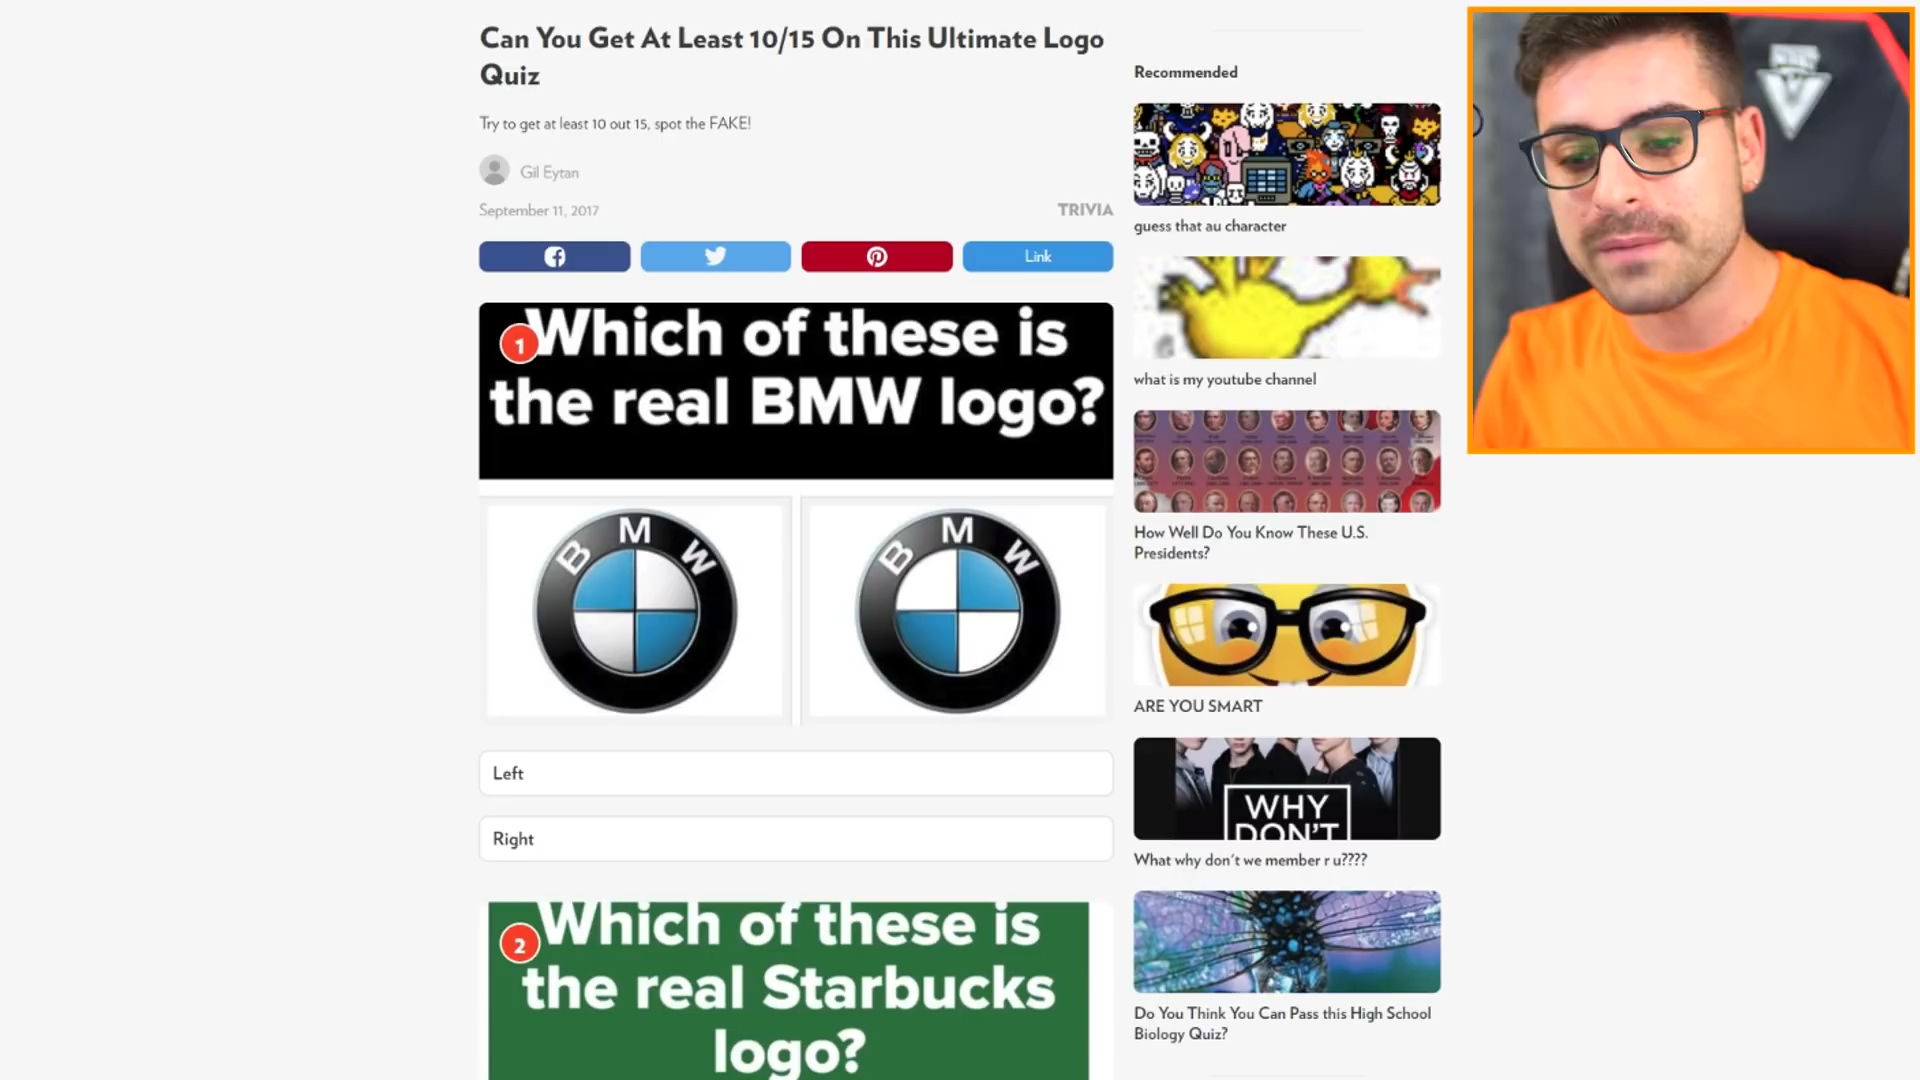 Can You Get At Least 10/15 On This Ultimate Logo
Quiz
Try to get at least 10 out 15, spot the FAKE!
Gil Eytan
September 11, 2017
TRIVIA
Link
1
Which of these is
the real BMW logo?
B M W
B M W
Left
Right
2
Which of these is
the real Starbucks
logo?
Recommended
guess that au character
what is my youtube channel
How Well Do You Know These U.S.
Presidents?
ARE YOU SMART
WHY
DON'T
What why don't we member r u????
Do You Think You Can Pass this High School
Biology Quiz?